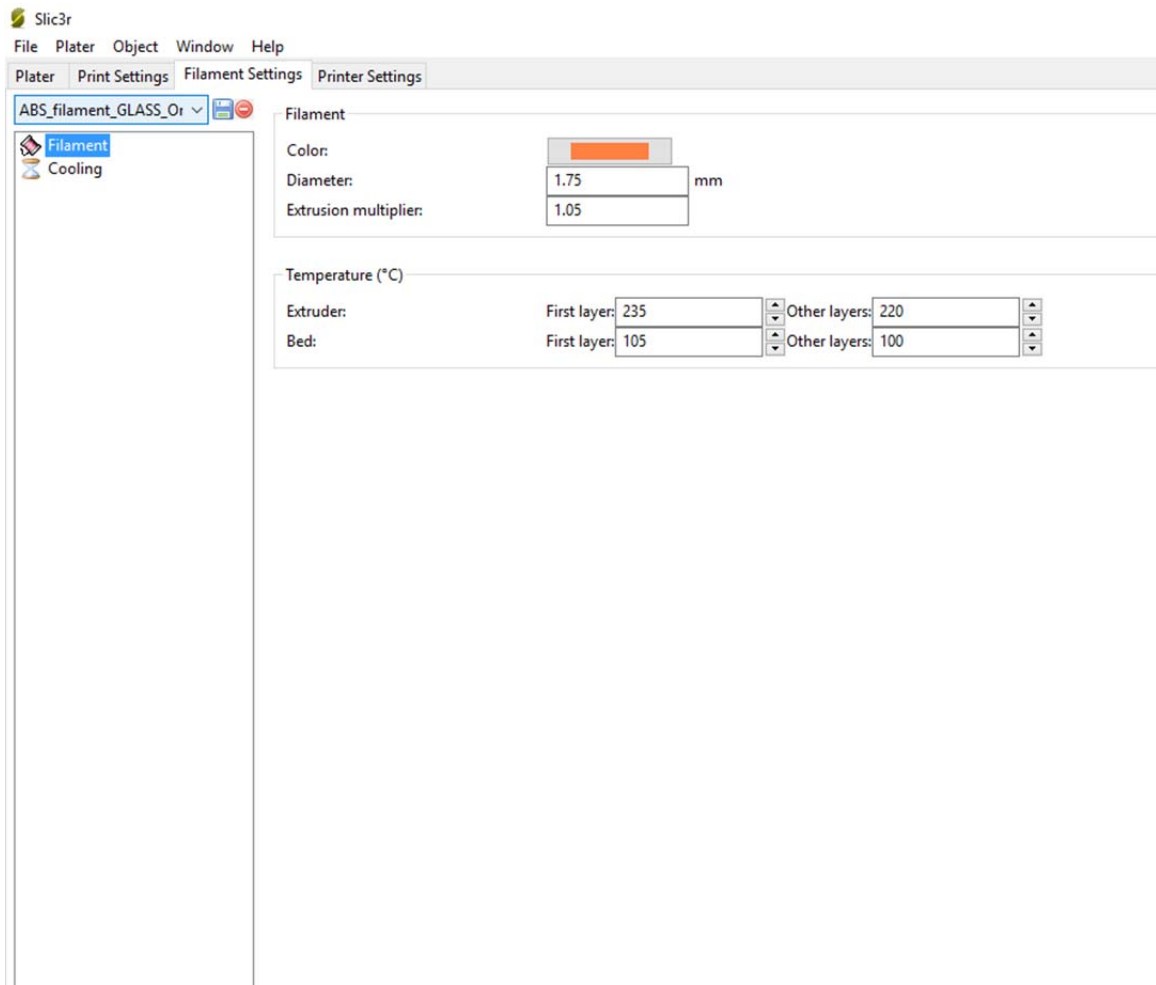 Slic3r
File Plater Object Window Help
Plater Print Settings Filament Settings Printer Settings
ABS_filament_GLASS_Or
Filament
Cooling
Filament
Color:
Diameter: 1.75 mm
Extrusion multiplier: 1.05
Temperature (°C)
Extruder: First layer: 235 Other layers: 220
Bed: First layer: 105 Other layers: 100